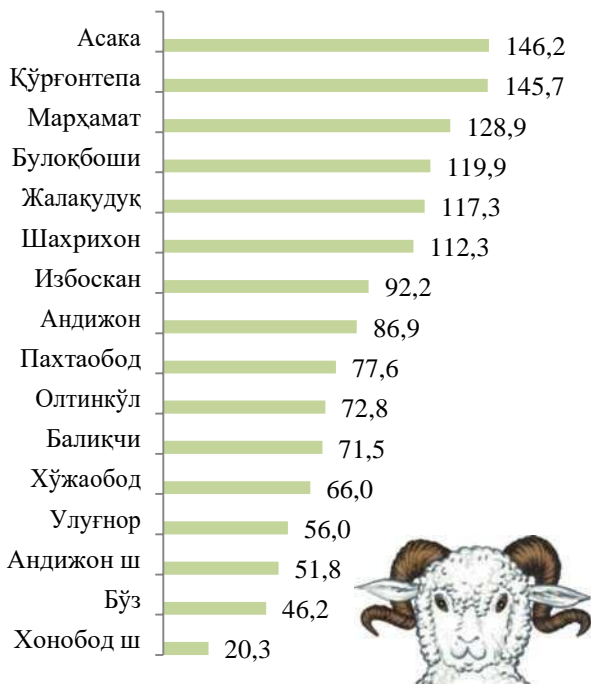 Асака 146,2
Қўрғонтепа 145,7
Марҳамат 128,9
Булоқбоши 119,9
Жалақудуқ 117,3
Шахрихон 112,3
Избоскан 92,2
Андижон 86,9
Пахтаобод 77,6
Олтинкўл 72,8
Балиқчи 71,5
Хўжаобод 66,0
Улуғнор 56,0
Андижон ш 51,8
Бўз 46,2
Хонобод ш 20,3